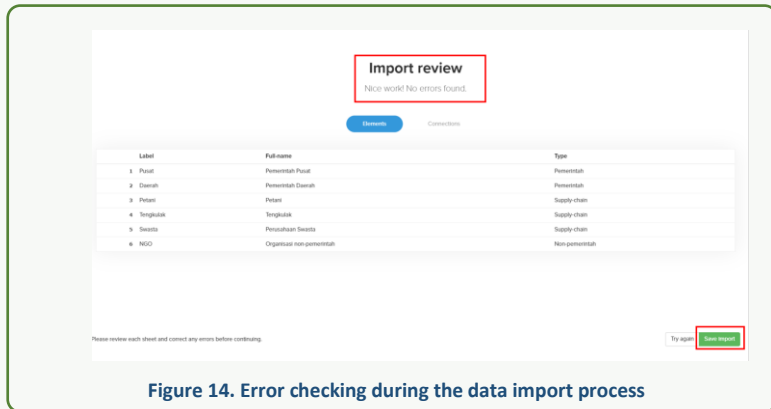 Import review
Nice work! No errors found.
Elements Connections
Label Full-name Type
1 Pusat Pemerintah Pusat Pemerintah
2 Daerah Pemerintah Daerah Pemerintah
3 Petani Petani Supply-chain
4 Tengkulak Tengkulak Supply-chain
5 Swasta Perusahaan Swasta Supply-chain
6 NGO Organisasi non-pemerintah Non-pemerintah
Please review each sheet and correct any errors before continuing. Try again Save import
Figure 14. Error checking during the data import process